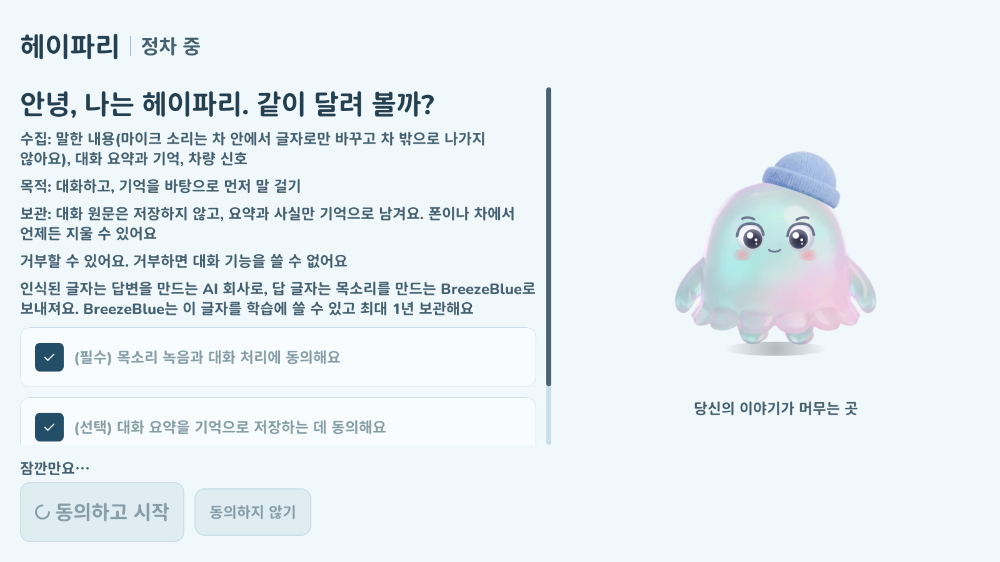 헤이파리 정차 중
안녕, 나는 헤이파리. 같이 달려 볼까?
수집: 말한 내용(마이크 소리는 차 안에서 글자로만 바꾸고 차 밖으로 나가지
않아요), 대화 요약과 기억, 차량 신호
목적: 대화하고, 기억을 바탕으로 먼저 말 걸기
보관: 대화 원문은 저장하지 않고, 요약과 사실만 기억으로 남겨요. 폰이나 차에서
언제든 지울 수 있어요
거부할 수 있어요. 거부하면 대화 기능을 쓸 수 없어요
인식된 글자는 답변을 만드는 AI 회사로, 답 글자는 목소리를 만드는 BreezeBlue로
보내져요. BreezeBlue는 이 글자를 학습에 쓸 수 있고 최대 1년 보관해요
(필수) 목소리 녹음과 대화 처리에 동의해요
(선택) 대화 요약을 기억으로 저장하는 데 동의해요
당신의 이야기가 머무는 곳
잠깐만요…
동의하고 시작
동의하지 않기